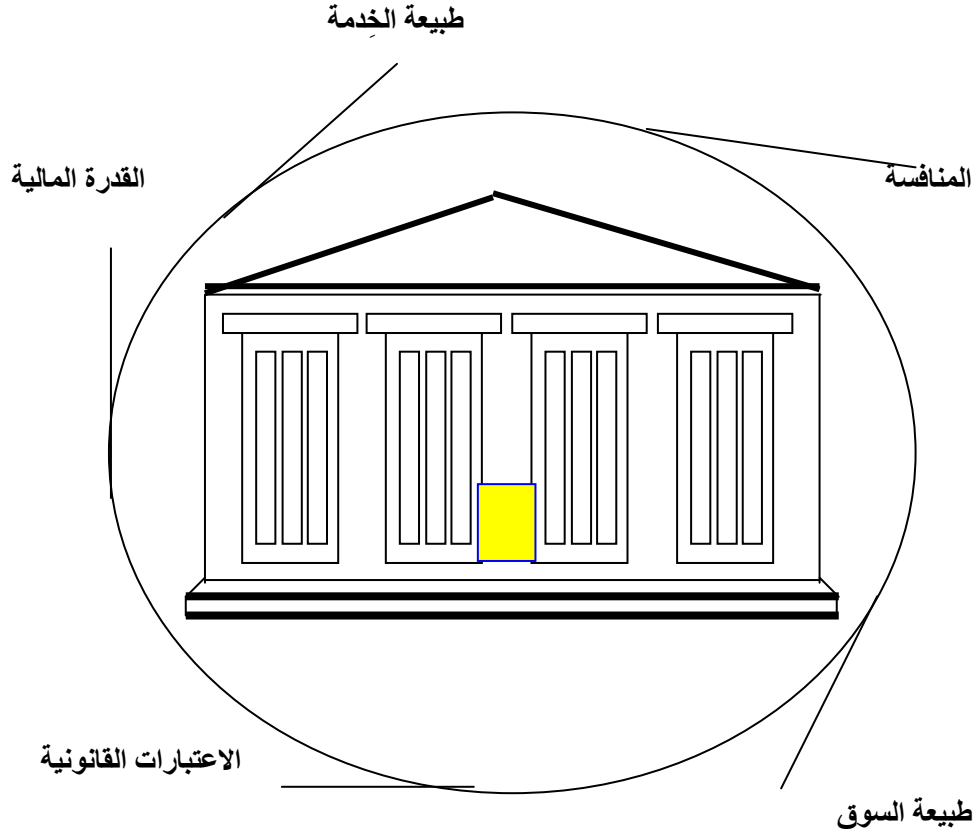 طبيعة الخِدمة
المنافسة
القدرة المالية
الاعتبارات القانونية
طبيعة السوق